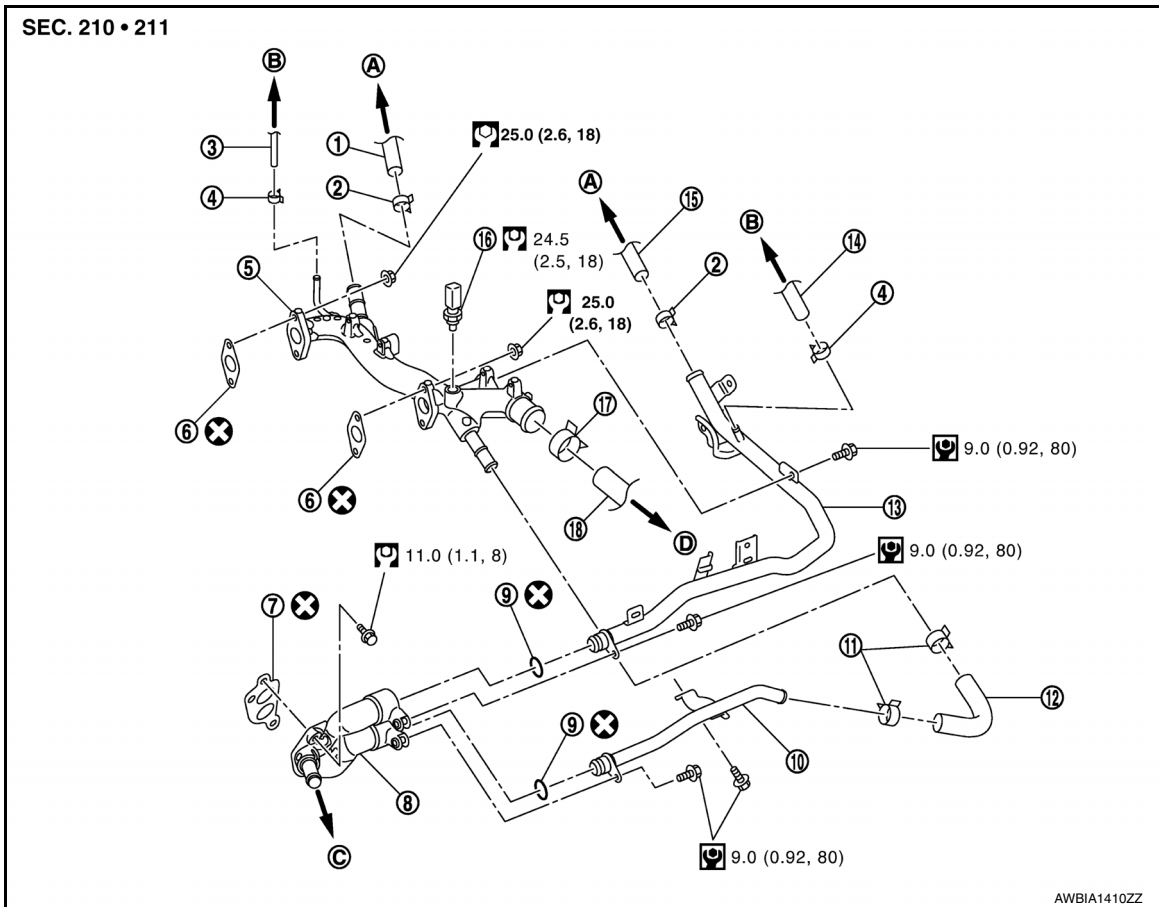 SEC. 210 • 211
B
A
3
1
25.0 (2.6, 18)
4
2
A
15
B
16
24.5
(2.5, 18)
14
5
2
25.0
(2.6, 18)
4
6
17
9.0 (0.92, 80)
6
18
13
D
11.0 (1.1, 8)
9.0 (0.92, 80)
9
7
11
12
9
10
8
C
9.0 (0.92, 80)
AWBIA1410ZZ